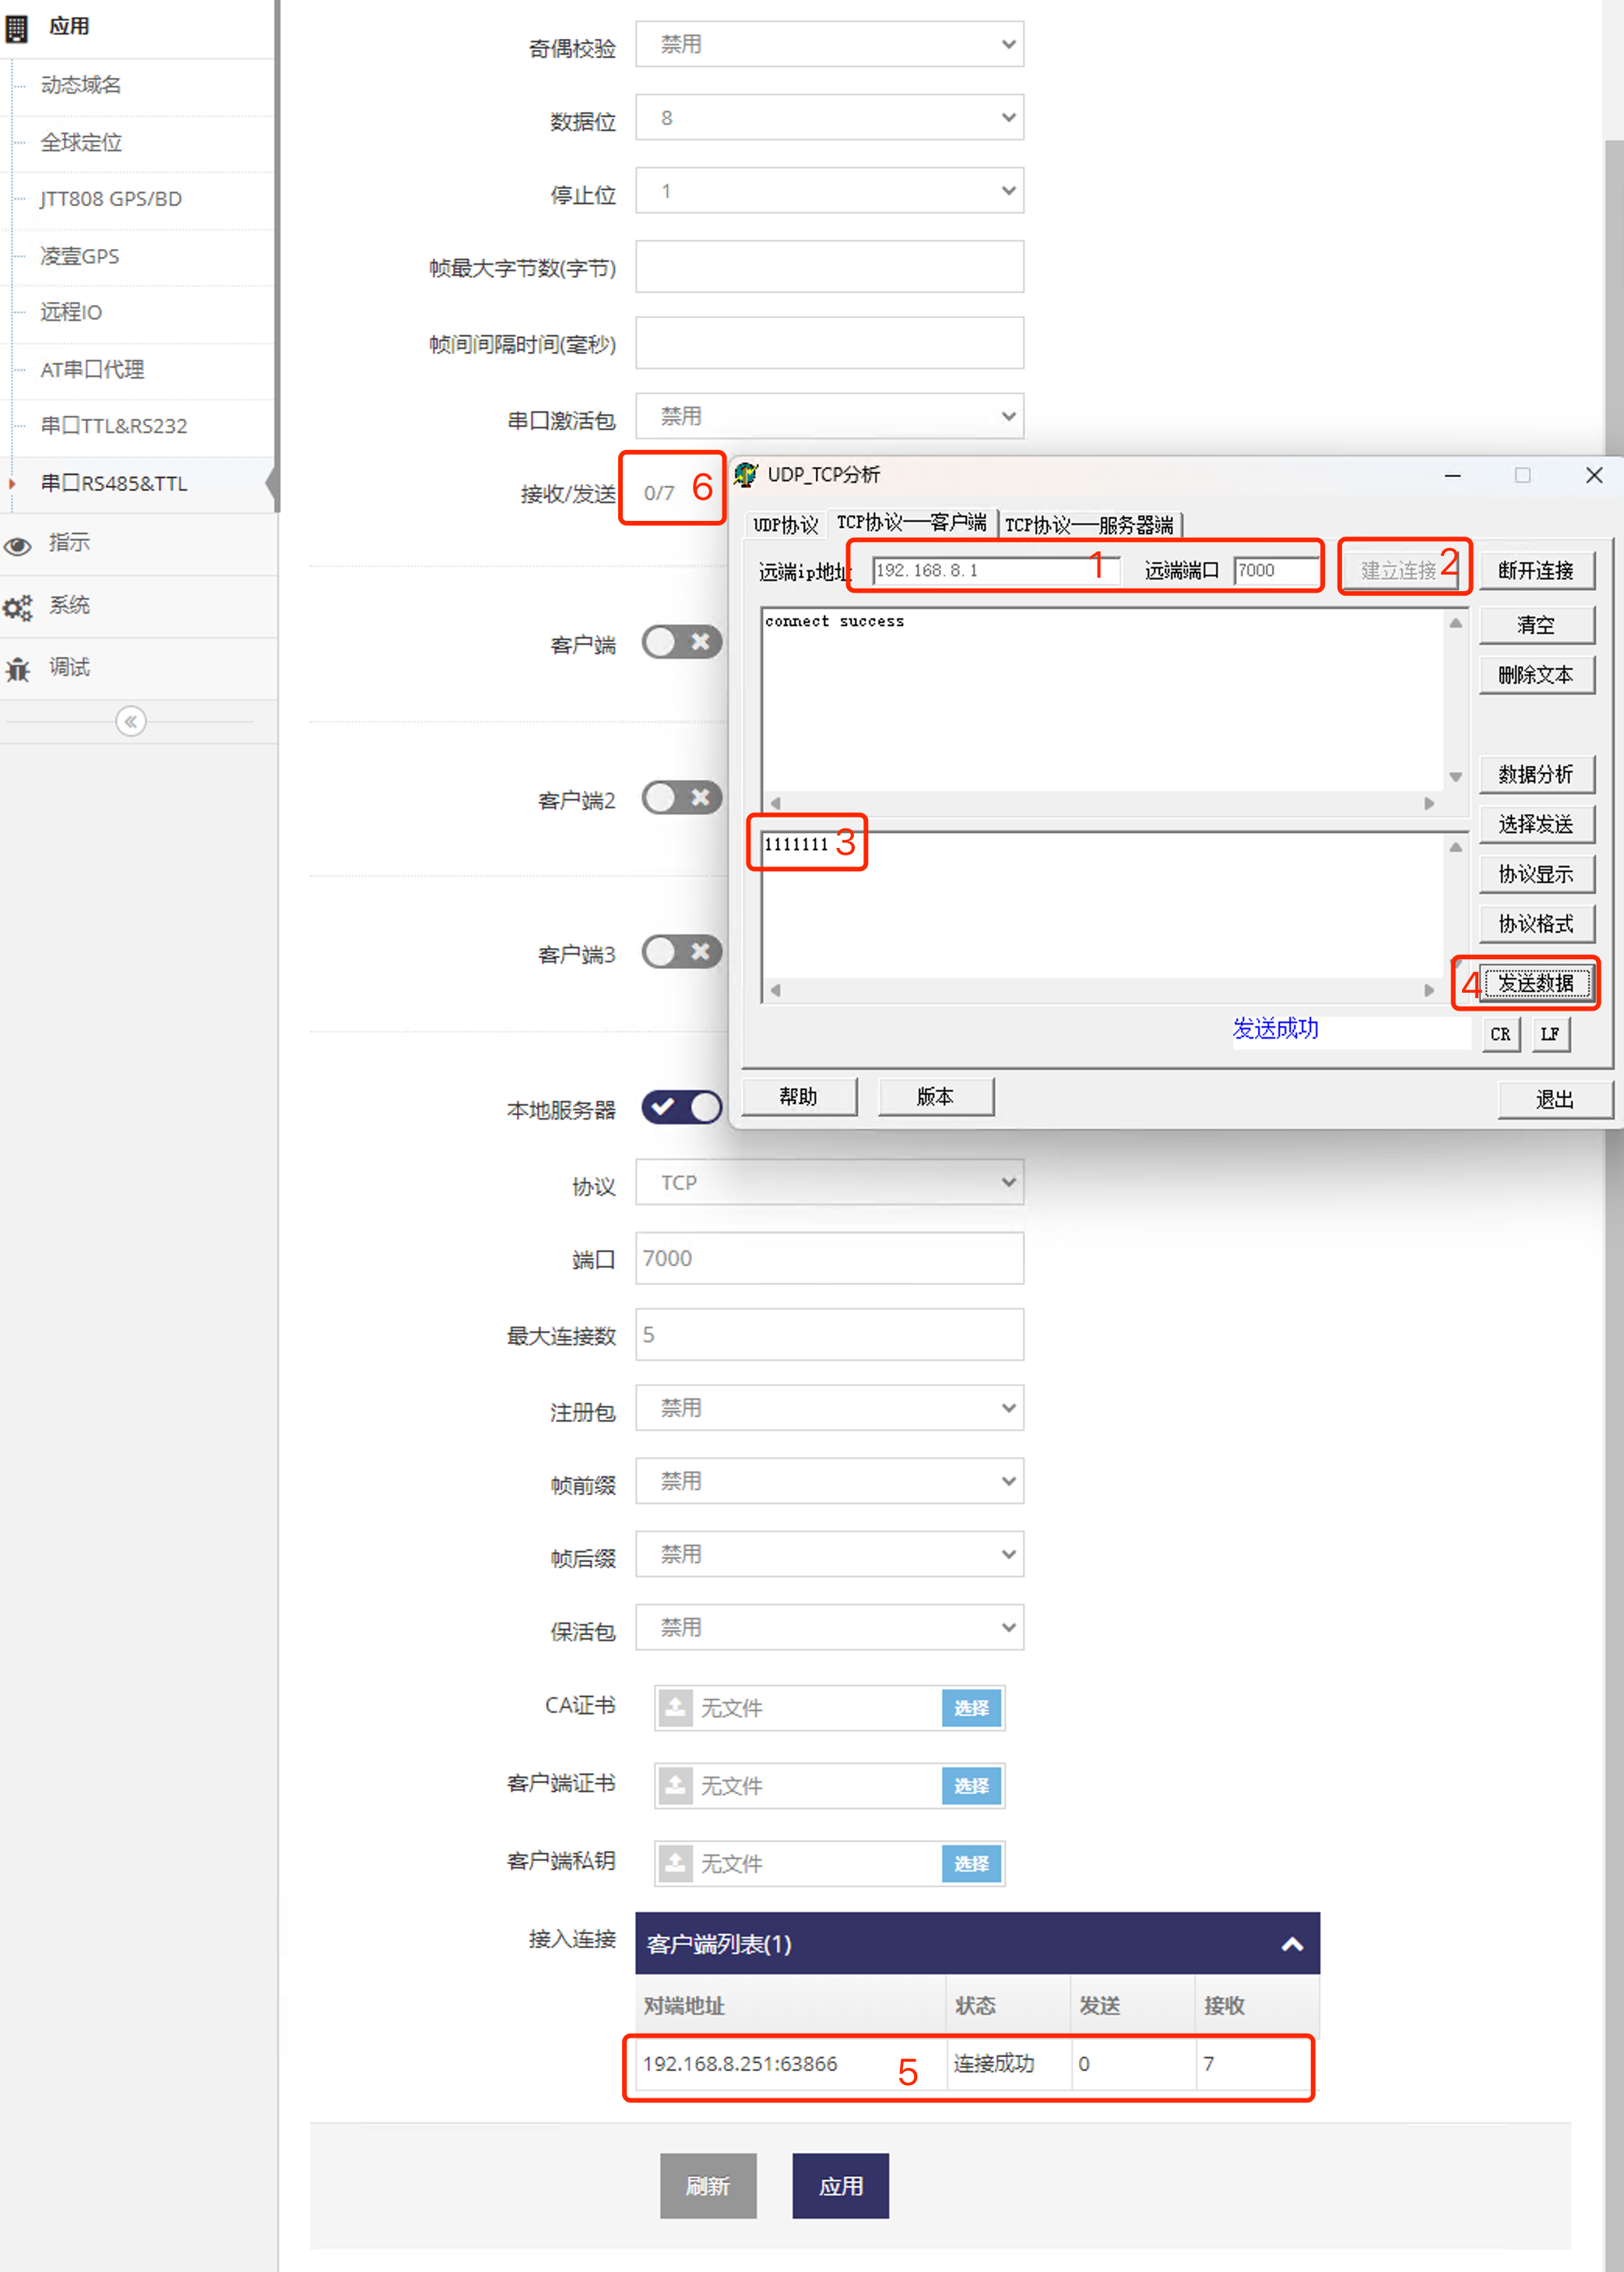 应用
动态域名
全球定位
JTT808 GPS/BD
凌壹GPS
远程IO
AT串口代理
串口TTL&RS232
串口RS485&TTL
指示
系统
调试
奇偶校验 禁用
数据位 8
停止位 1
帧最大字节数(字节)
帧间间隔时间(毫秒)
串口激活包 禁用
接收/发送 0/7 6
UDP_TCP分析
UDP协议 TCP协议——客户端 TCP协议——服务器端
远端ip地址 192.168.8.1 1 远端端口 7000 建立连接 2 断开连接
connect success
清空
删除文本
数据分析
选择发送
1111111 3
协议显示
协议格式
4 发送数据
发送成功 CR LF
帮助 版本 退出
客户端
客户端2
客户端3
本地服务器
协议 TCP
端口 7000
最大连接数 5
注册包 禁用
帧前缀 禁用
帧后缀 禁用
保活包 禁用
CA证书 无文件 选择
客户端证书 无文件 选择
客户端私钥 无文件 选择
接入连接 客户端列表(1)
对端地址 状态 发送 接收
192.168.8.251:63866 5 连接成功 0 7
刷新 应用